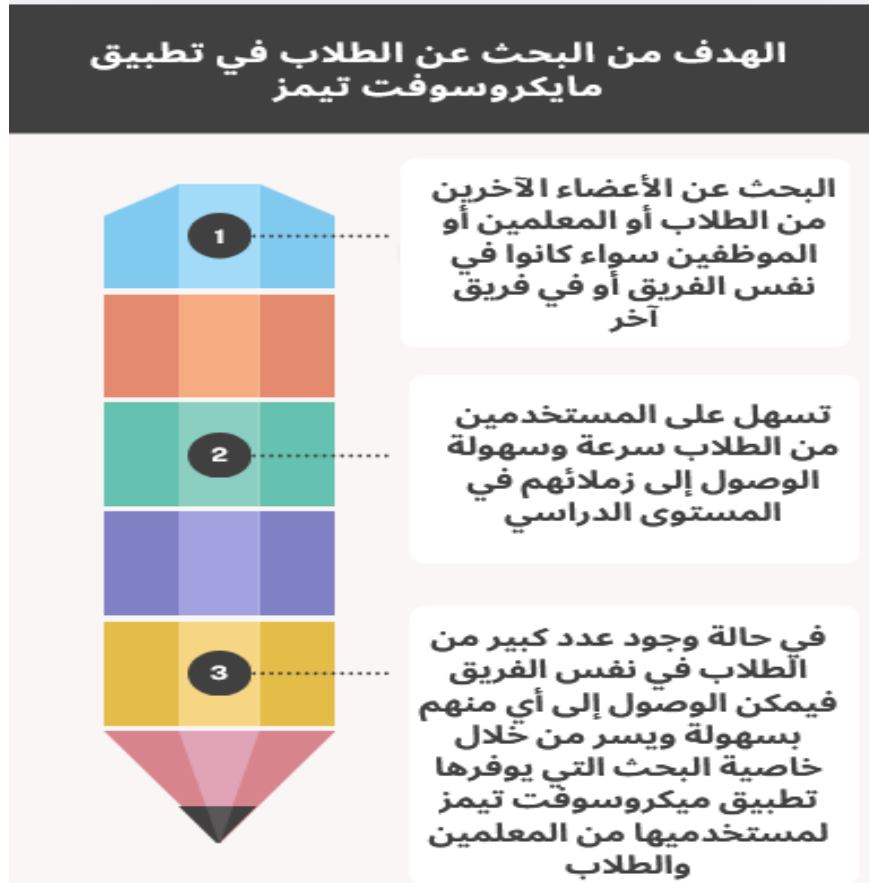 الهدف من البحث عن الطلاب في تطبيق
مايكروسوفت تيمز
1
البحث عن الأعضاء الآخرين
من الطلاب أو المعلمين أو
الموظفين سواء كانوا في
نفس الفريق أو في فريق
آخر
2
تسهل على المستخدمين
من الطلاب سرعة وسهولة
الوصول إلى زملائهم في
المستوى الدراسي
3
في حالة وجود عدد كبير من
الطلاب في نفس الفريق
فيمكن الوصول إلى أي منهم
بسهولة ويسر من خلال
خاصية البحث التي يوفرها
تطبيق ميكروسوفت تيمز
لمستخدميها من المعلمين
والطلاب